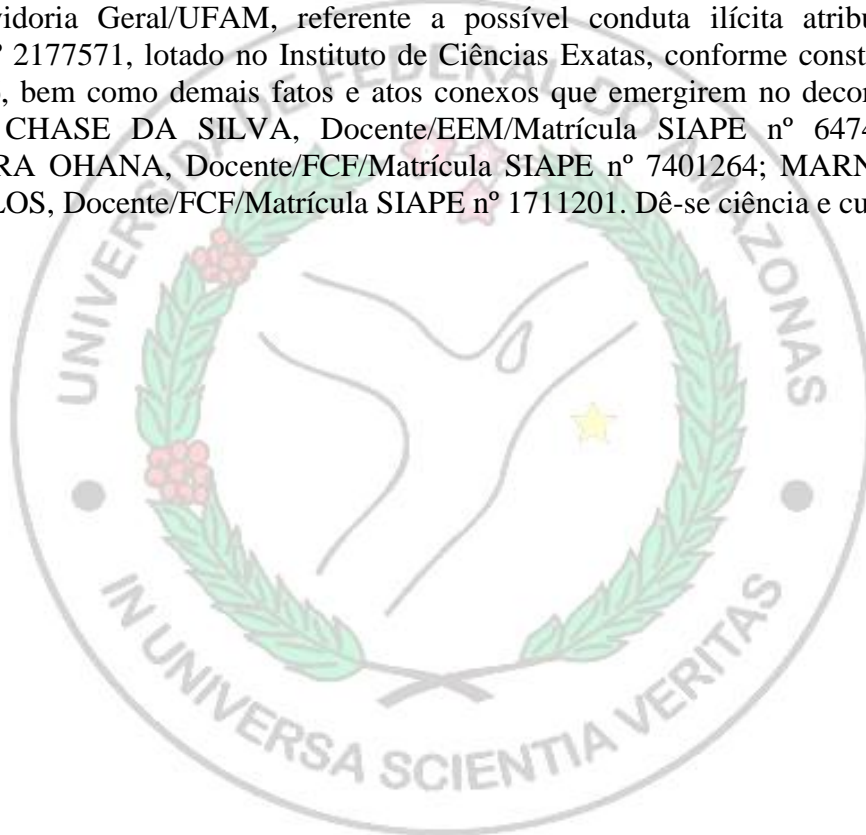 vidoria Geral/UFAM, referente a possível conduta ilícita atribu
º 2177571, lotado no Instituto de Ciências Exatas, conforme const
o, bem como demais fatos e atos conexos que emergirem no decor
CHASE DA SILVA, Docente/EEM/Matrícula SIAPE nº 6474
RA OHANA, Docente/FCF/Matrícula SIAPE nº 7401264; MARN
LOS, Docente/FCF/Matrícula SIAPE nº 1711201. Dê-se ciência e cu
UNIVERSIDADE FEDERAL DO AMAZONAS
IN UNIVERSA SCIENTIA VERITAS